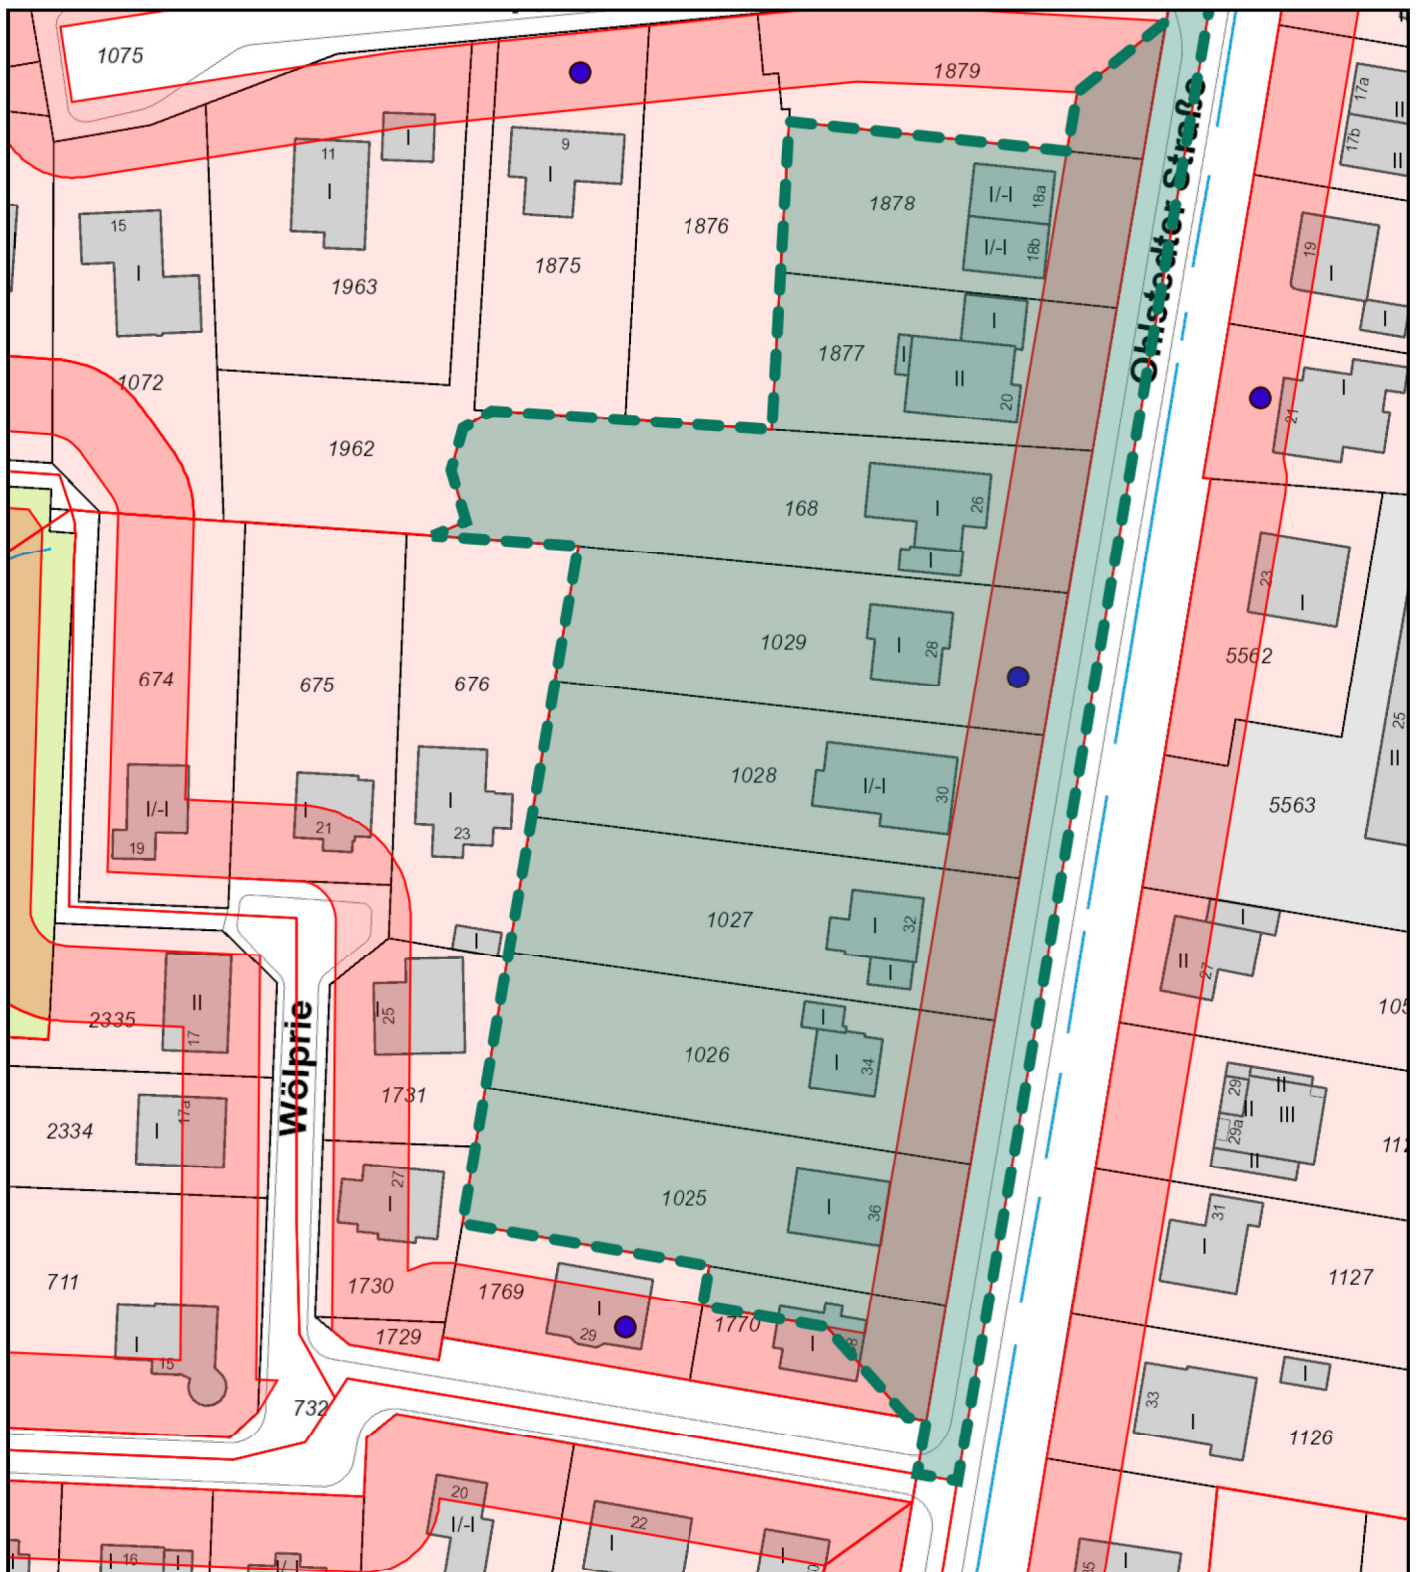 1075
1879
17a
II
17b
II
9
I
11
I
I
15
I
1878
I/-I
18a
I/-I
18b
Ohlstedter Straße
19
I
I
1876
1875
1963
1877
I
I
II
20
1072
1962
I
21
168
I
26
I
23
I
1029
I
28
5562
674
675
676
25
II
1028
I/-I
30
5563
I/-I
19
I
21
I
23
1027
I
32
I
I
I
II
27
2335
II
17
I
25
Wölprie
1026
I
I
34
1731
2334
I
17a
29
II
II
III
29a
II
1025
I
36
I
27
31
I
711
1730
1769
I
29
1770
I
1127
1729
I
15
732
33
I
I
1126
20
I/-I
22
I
I
I
16
I
I